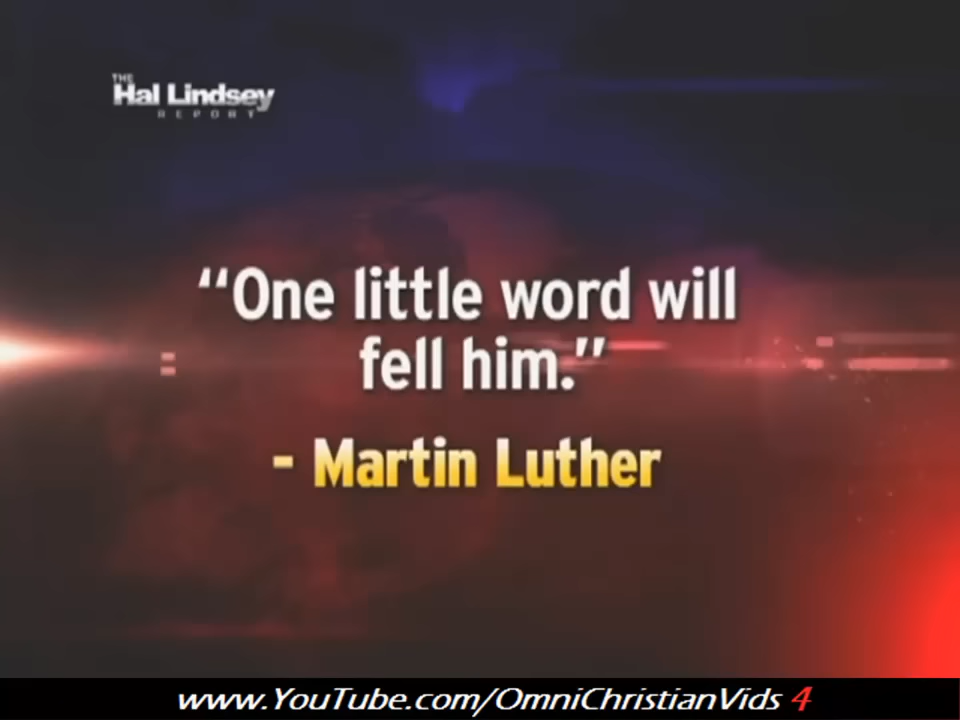 THE
Hal Lindsey
REPORT
“One little word will
fell him.”
- Martin Luther
www.YouTube.com/OmniChristianVids 4